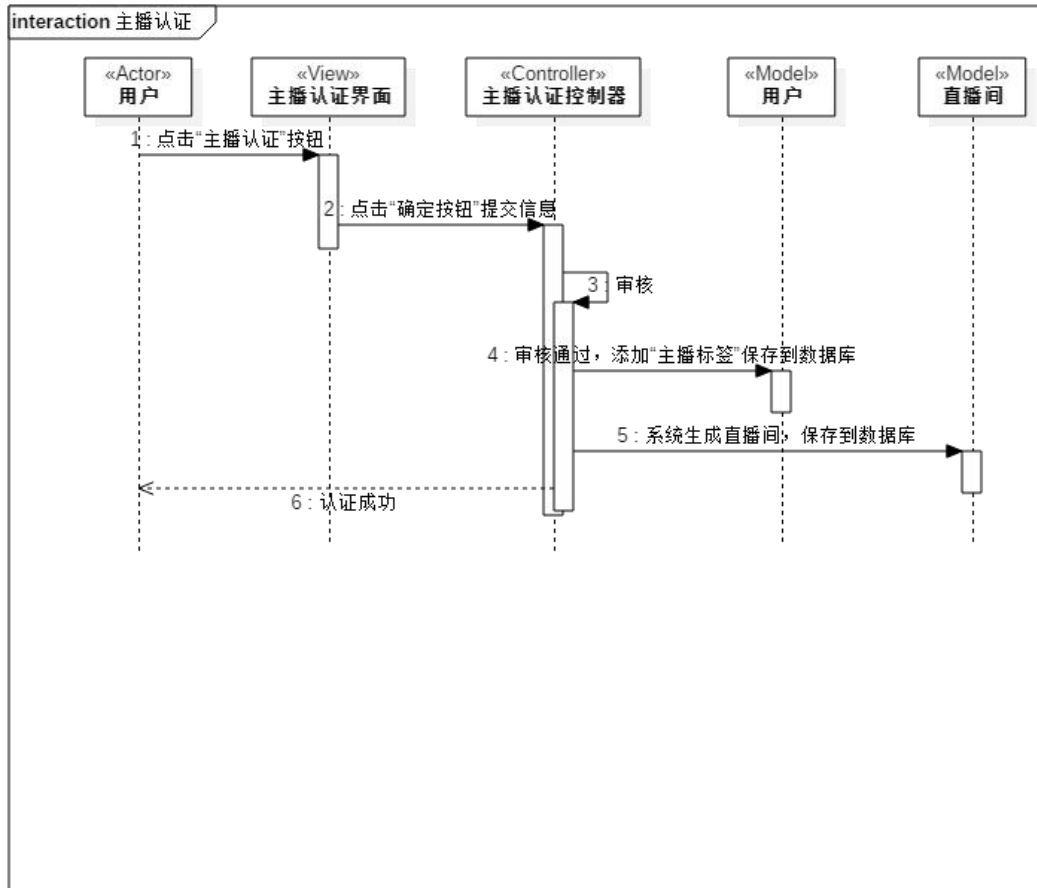 interaction 主播认证
«Actor»
用户
«View»
主播认证界面
«Controller»
主播认证控制器
«Model»
用户
«Model»
直播间
1 : 点击“主播认证”按钮
2 : 点击“确定按钮”提交信息
3 : 审核
4 : 审核通过，添加“主播标签”保存到数据库
5 : 系统生成直播间，保存到数据库
6 : 认证成功